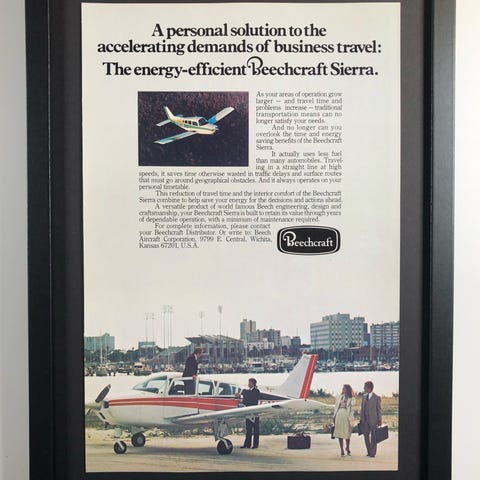 A personal solution to the
accelerating demands of business travel:
The energy-efficient Beechcraft Sierra.
As your areas of operation grow
larger — and travel time and
problems increase — traditional
transportation means can no
longer satisfy your needs.
And no longer can you
overlook the time and energy
saving benefits of the Beechcraft
Sierra.
It actually uses less fuel
than many automobiles. Travel-
ing in a straight line at high
speeds, it saves time otherwise wasted in traffic delays and surface routes
that must go around geographical obstacles. And it always operates on your
personal timetable.
This reduction of travel time and the interior comfort of the Beechcraft
Sierra combine to help save your energy for the decisions and actions ahead.
A versatile product of world famous Beech engineering, design and
craftsmanship, your Beechcraft Sierra is built to retain its value through years
of dependable operation, with a minimum of maintenance required.
For complete information, please contact
your Beechcraft Distributor. Or write to: Beech
Aircraft Corporation, 9799 E. Central, Wichita,
Kansas 67201, U.S.A.
Beechcraft